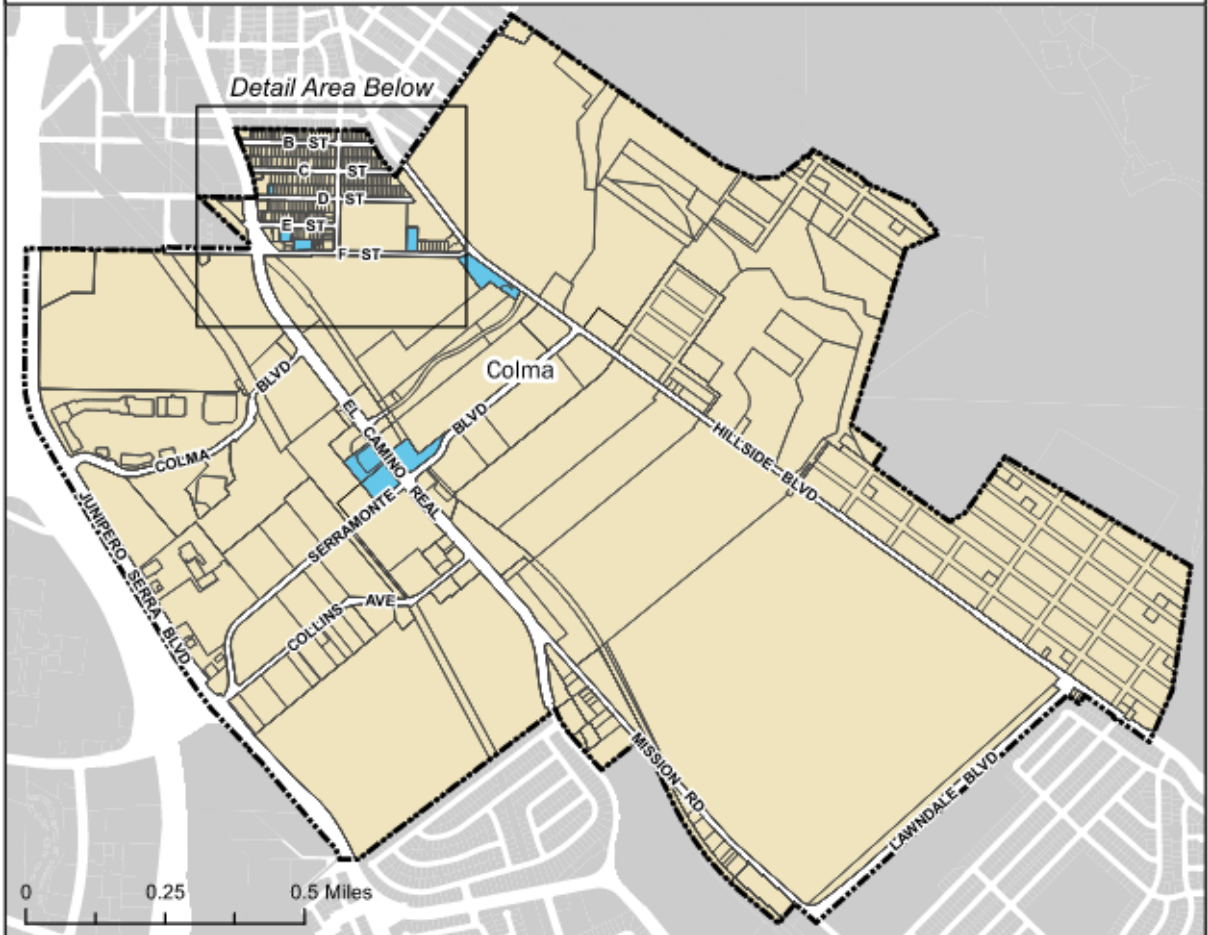 Detail Area Below
B ST
C ST
D ST
E ST
F ST
Colma
COLMA BLVD
EL CAMINO REAL
SERRAMONTE BLVD
HILLSIDE BLVD
JUNIPERO SERRA BLVD
COLLINS AVE
MISSION RD
LAWNDALE BLVD
0 0.25 0.5 Miles